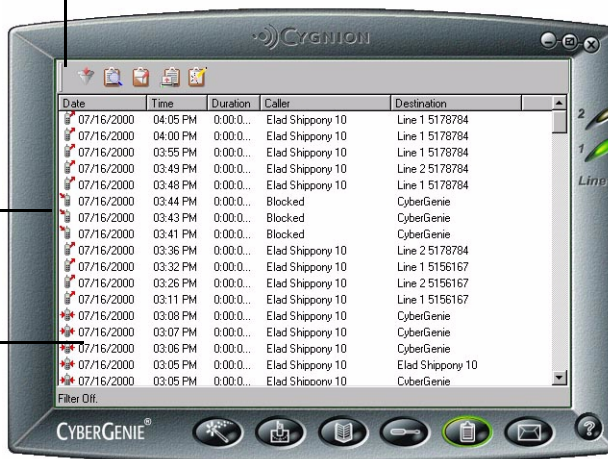 CYGNION
Date Time Duration Caller Destination
07/16/2000 04:05 PM 0:00:0... Elad Shippony 10 Line 1 5178784
07/16/2000 04:00 PM 0:00:0... Elad Shippony 10 Line 1 5178784
07/16/2000 03:55 PM 0:00:0... Elad Shippony 10 Line 1 5178784
07/16/2000 03:49 PM 0:00:0... Elad Shippony 10 Line 2 5178784
07/16/2000 03:48 PM 0:00:0... Elad Shippony 10 Line 1 5178784
07/16/2000 03:44 PM 0:00:0... Blocked CyberGenie
07/16/2000 03:43 PM 0:00:0... Blocked CyberGenie
07/16/2000 03:41 PM 0:00:0... Blocked CyberGenie
07/16/2000 03:36 PM 0:00:0... Elad Shippony 10 Line 2 5178784
07/16/2000 03:32 PM 0:00:0... Elad Shippony 10 Line 1 5156167
07/16/2000 03:26 PM 0:00:0... Elad Shippony 10 Line 2 5156167
07/16/2000 03:11 PM 0:00:0... Elad Shippony 10 Line 1 5156167
07/16/2000 03:08 PM 0:00:0... Elad Shippony 10 CyberGenie
07/16/2000 03:07 PM 0:00:0... Elad Shippony 10 CyberGenie
07/16/2000 03:06 PM 0:00:0... Elad Shippony 10 CyberGenie
07/16/2000 03:05 PM 0:00:0... Elad Shippony 10 Elad Shippony 10
07/16/2000 03:05 PM 0:00:0... Elad Shippony 10 CyberGenie
Filter Off.
2
1
Line
CYBERGENIE®
?